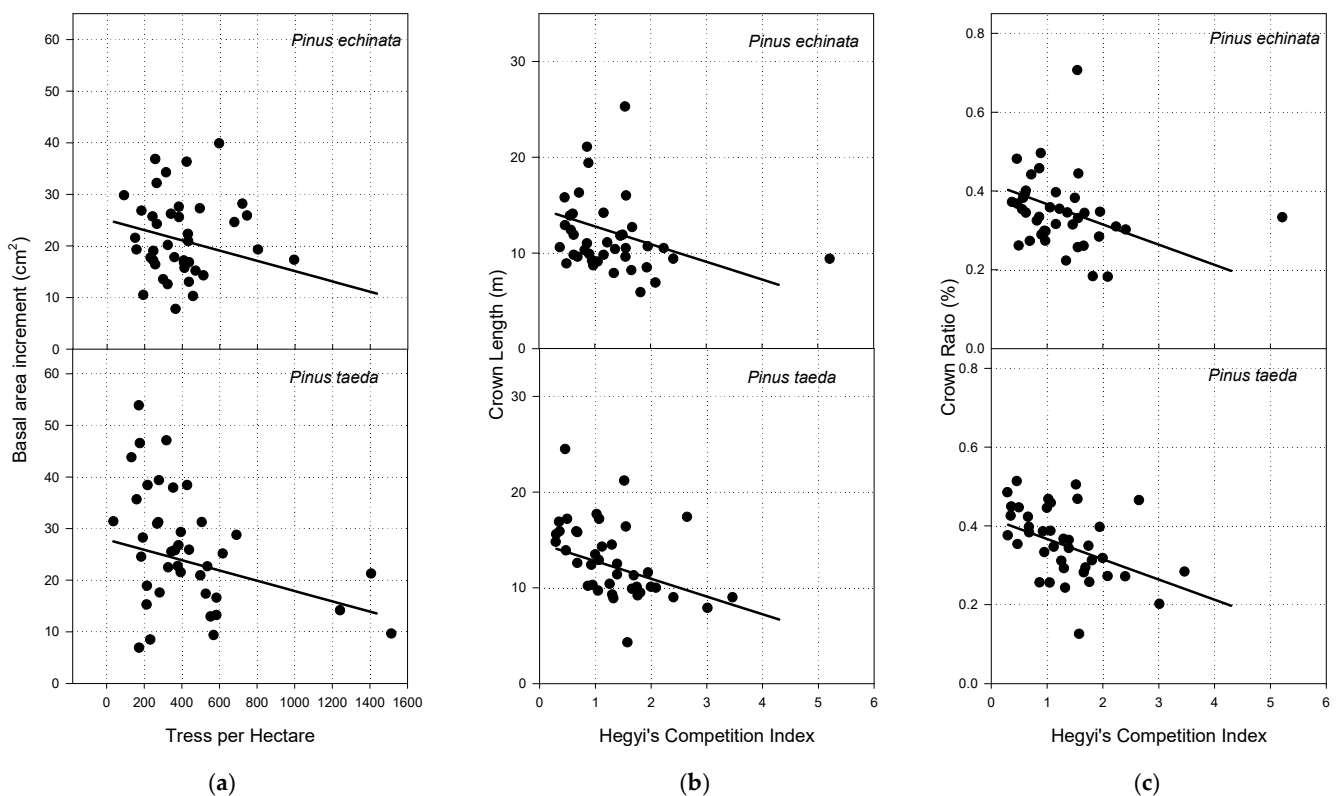 Pinus echinata
Pinus echinata
Pinus echinata
60
50
40
30
20
10
0
30
20
10
0
0.8
0.6
0.4
0.2
0.0
Basal area increment (cm2)
Crown Length (m)
Crown Ratio (%)
Pinus taeda
Pinus taeda
Pinus taeda
60
50
40
30
20
10
0
30
20
10
0
0.8
0.6
0.4
0.2
0.0
0 200 400 600 800 1000 1200 1400 1600
0 1 2 3 4 5 6
0 1 2 3 4 5 6
Tress per Hectare
Hegyi's Competition Index
Hegyi's Competition Index
(a)
(b)
(c)